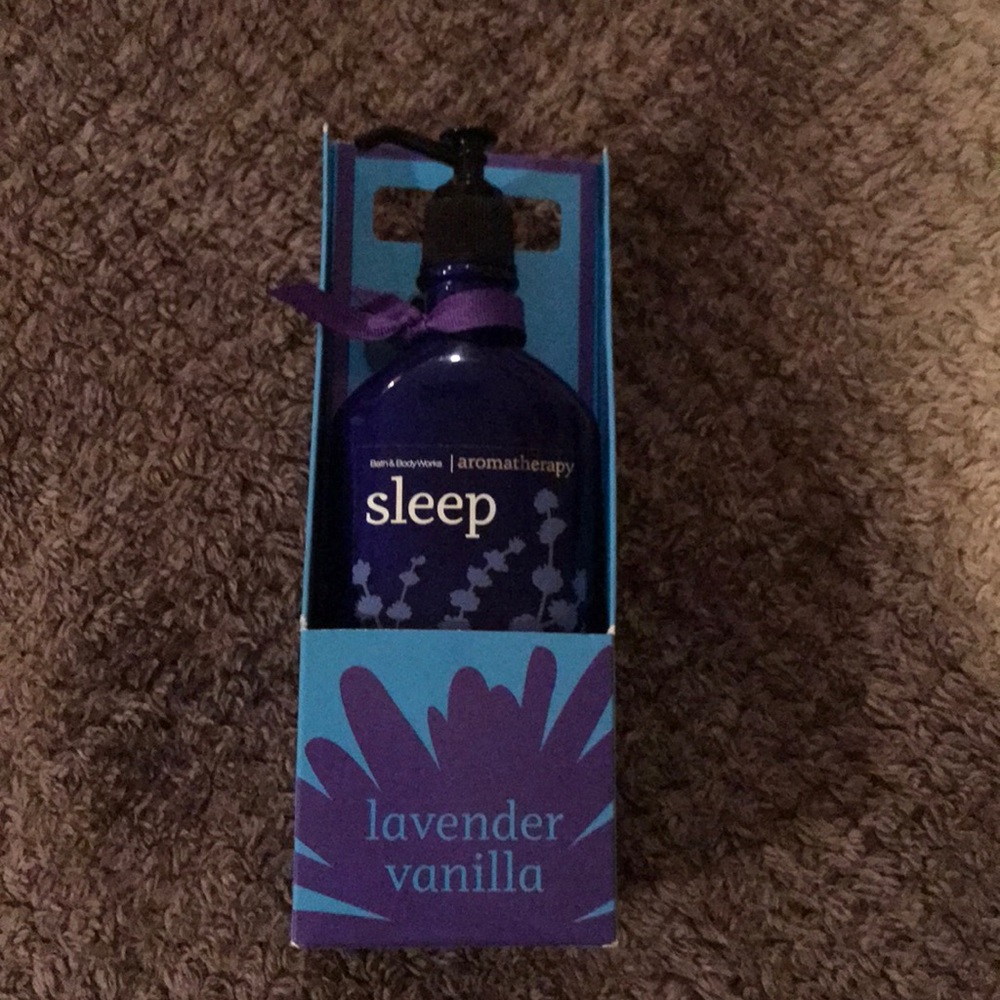 Bath & Body Works | aromatherapy
sleep
lavender
vanilla